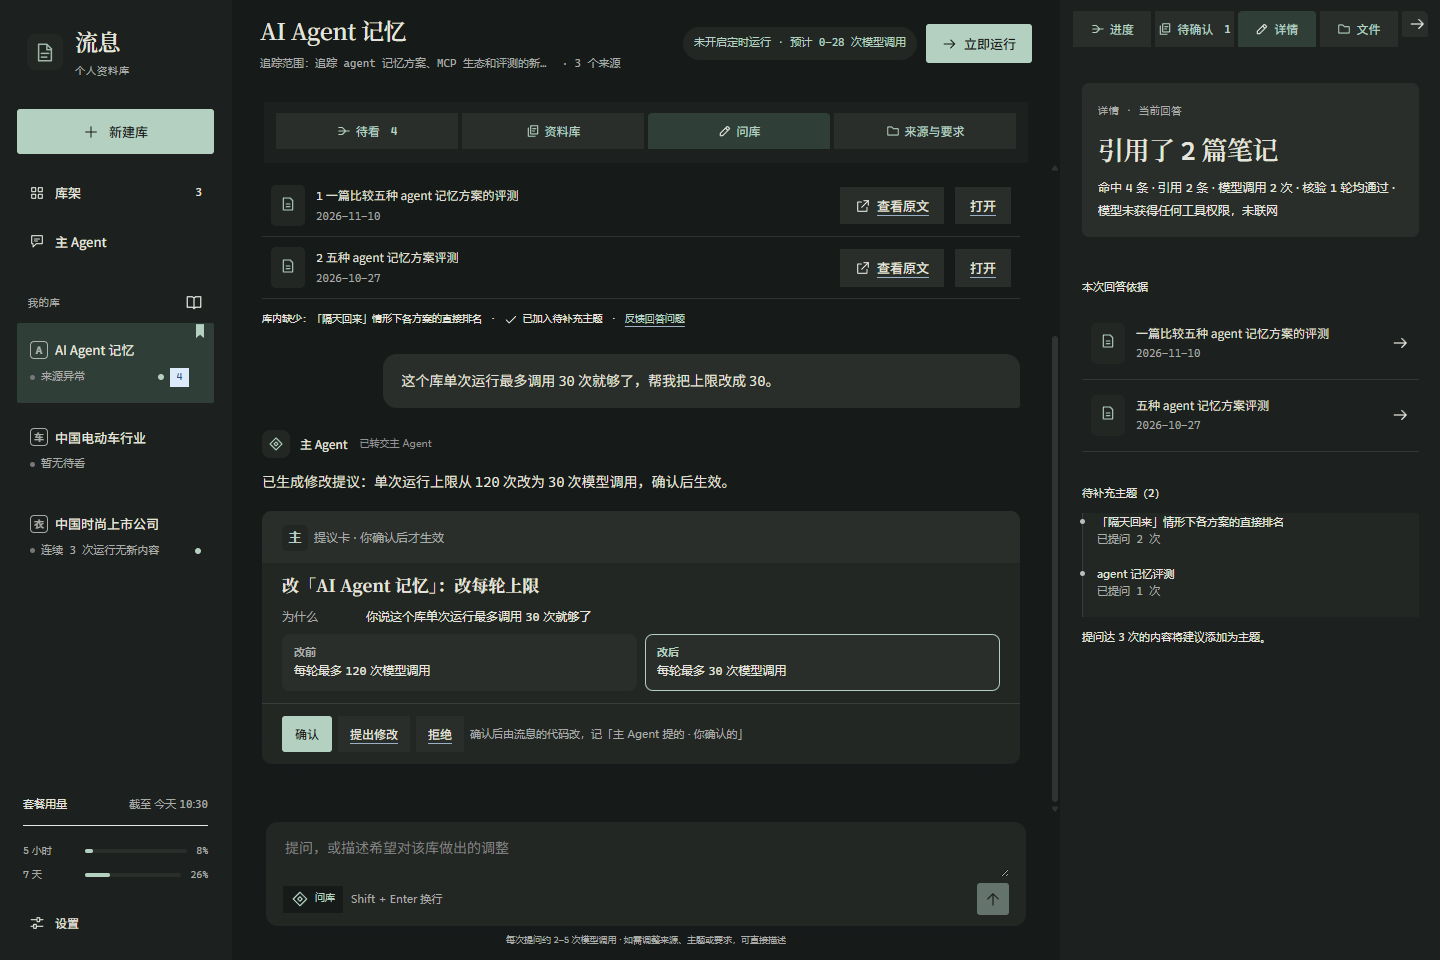 流息
个人资料库
新建库
库架 3
主 Agent
我的库
A AI Agent 记忆
来源异常 4
车 中国电动车行业
暂无待看
衣 中国时尚上市公司
连续 3 次运行无新内容
套餐用量 截至 今天 10:30
5 小时 8%
7 天 26%
设置
AI Agent 记忆
追踪范围：追踪 agent 记忆方案、MCP 生态和评测的新… · 3 个来源
未开启定时运行 · 预计 0–28 次模型调用
立即运行
待看 4
资料库
问库
来源与要求
1 一篇比较五种 agent 记忆方案的评测
2026-11-10
查看原文 打开
2 五种 agent 记忆方案评测
2026-10-27
查看原文 打开
库内缺少：「隔天回来」情形下各方案的直接排名 · 已加入待补充主题 · 反馈回答问题
这个库单次运行最多调用 30 次就够了，帮我把上限改成 30。
主 Agent 已转交主 Agent
已生成修改提议：单次运行上限从 120 次改为 30 次模型调用，确认后生效。
主 提议卡 · 你确认后才生效
改「AI Agent 记忆」：改每轮上限
为什么 你说这个库单次运行最多调用 30 次就够了
改前
每轮最多 120 次模型调用
改后
每轮最多 30 次模型调用
确认 提出修改 拒绝 确认后由流息的代码改，记「主 Agent 提的 · 你确认的」
提问，或描述希望对该库做出的调整
问库 Shift + Enter 换行
每次提问约 2–5 次模型调用 · 如需调整来源、主题或要求，可直接描述
进度
待确认 1
详情
文件
详情 · 当前回答
引用了 2 篇笔记
命中 4 条 · 引用 2 条 · 模型调用 2 次 · 核验 1 轮均通过 ·
模型未获得任何工具权限，未联网
本次回答依据
一篇比较五种 agent 记忆方案的评测
2026-11-10
五种 agent 记忆方案评测
2026-10-27
待补充主题（2）
「隔天回来」情形下各方案的直接排名
已提问 2 次
agent 记忆评测
已提问 1 次
提问达 3 次的内容将建议添加为主题。